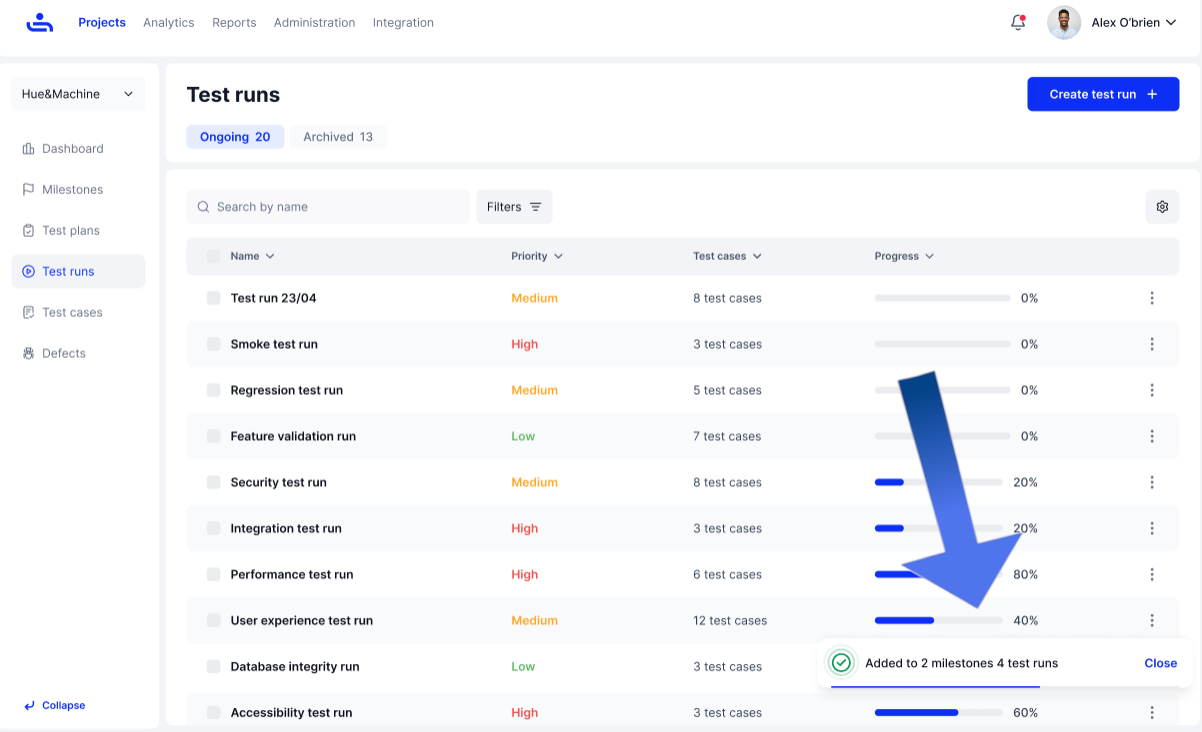 Projects Analytics Reports Administration Integration Alex O'brien
Hue&Machine
Dashboard
Milestones
Test plans
Test runs
Test cases
Defects
Collapse
Test runs Create test run +
Ongoing 20 Archived 13
Search by name Filters
Name Priority Test cases Progress
Test run 23/04 Medium 8 test cases 0%
Smoke test run High 3 test cases 0%
Regression test run Medium 5 test cases 0%
Feature validation run Low 7 test cases 0%
Security test run Medium 8 test cases 20%
Integration test run High 3 test cases 20%
Performance test run High 6 test cases 80%
User experience test run Medium 12 test cases 40%
Database integrity run Low 3 test cases
Added to 2 milestones 4 test runs Close
Accessibility test run High 3 test cases 60%